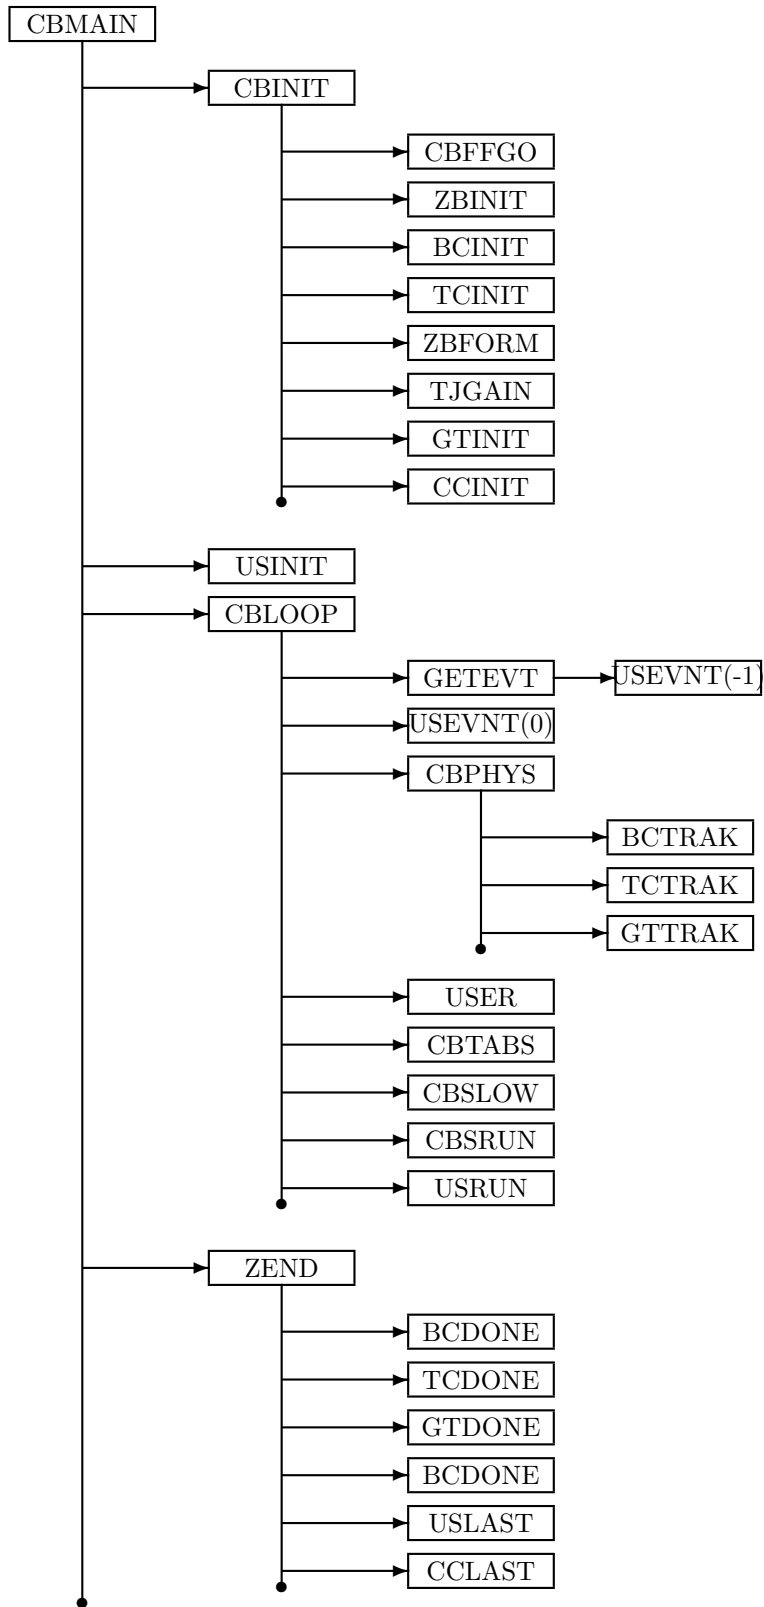 CBMAIN
CBINIT
CBFFGO
ZBINIT
BCINIT
TCINIT
ZBFORM
TJGAIN
GTINIT
CCINIT
USINIT
CBLOOP
GETEVT USEVNT(-1)
USEVNT(0)
CBPHYS
BCTRAK
TCTRAK
GTTRAK
USER
CBTABS
CBSLOW
CBSRUN
USRUN
ZEND
BCDONE
TCDONE
GTDONE
BCDONE
USLAST
CCLAST